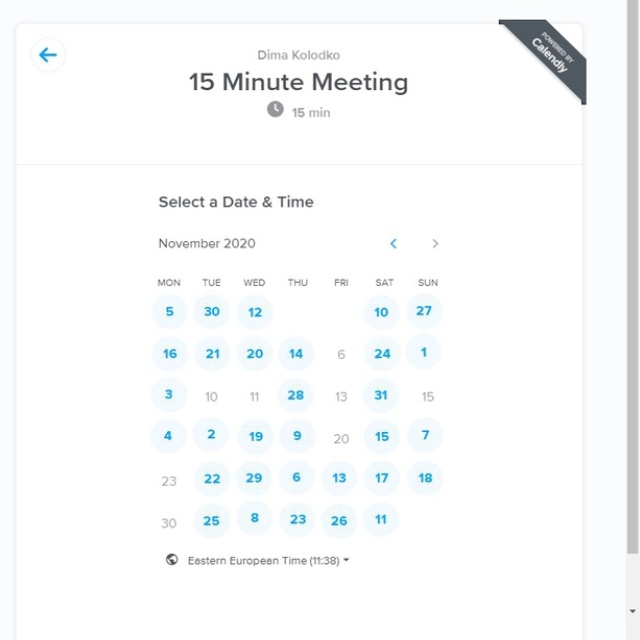 POWERED BY
Calendly
Dima Kolodko
15 Minute Meeting
15 min
Select a Date & Time
November 2020
MON TUE WED THU FRI SAT SUN
5 30 12 10 27
16 21 20 14 6 24 1
3 10 11 28 13 31 15
4 2 19 9 20 15 7
23 22 29 6 13 17 18
30 25 8 23 26 11
Eastern European Time (11:38)